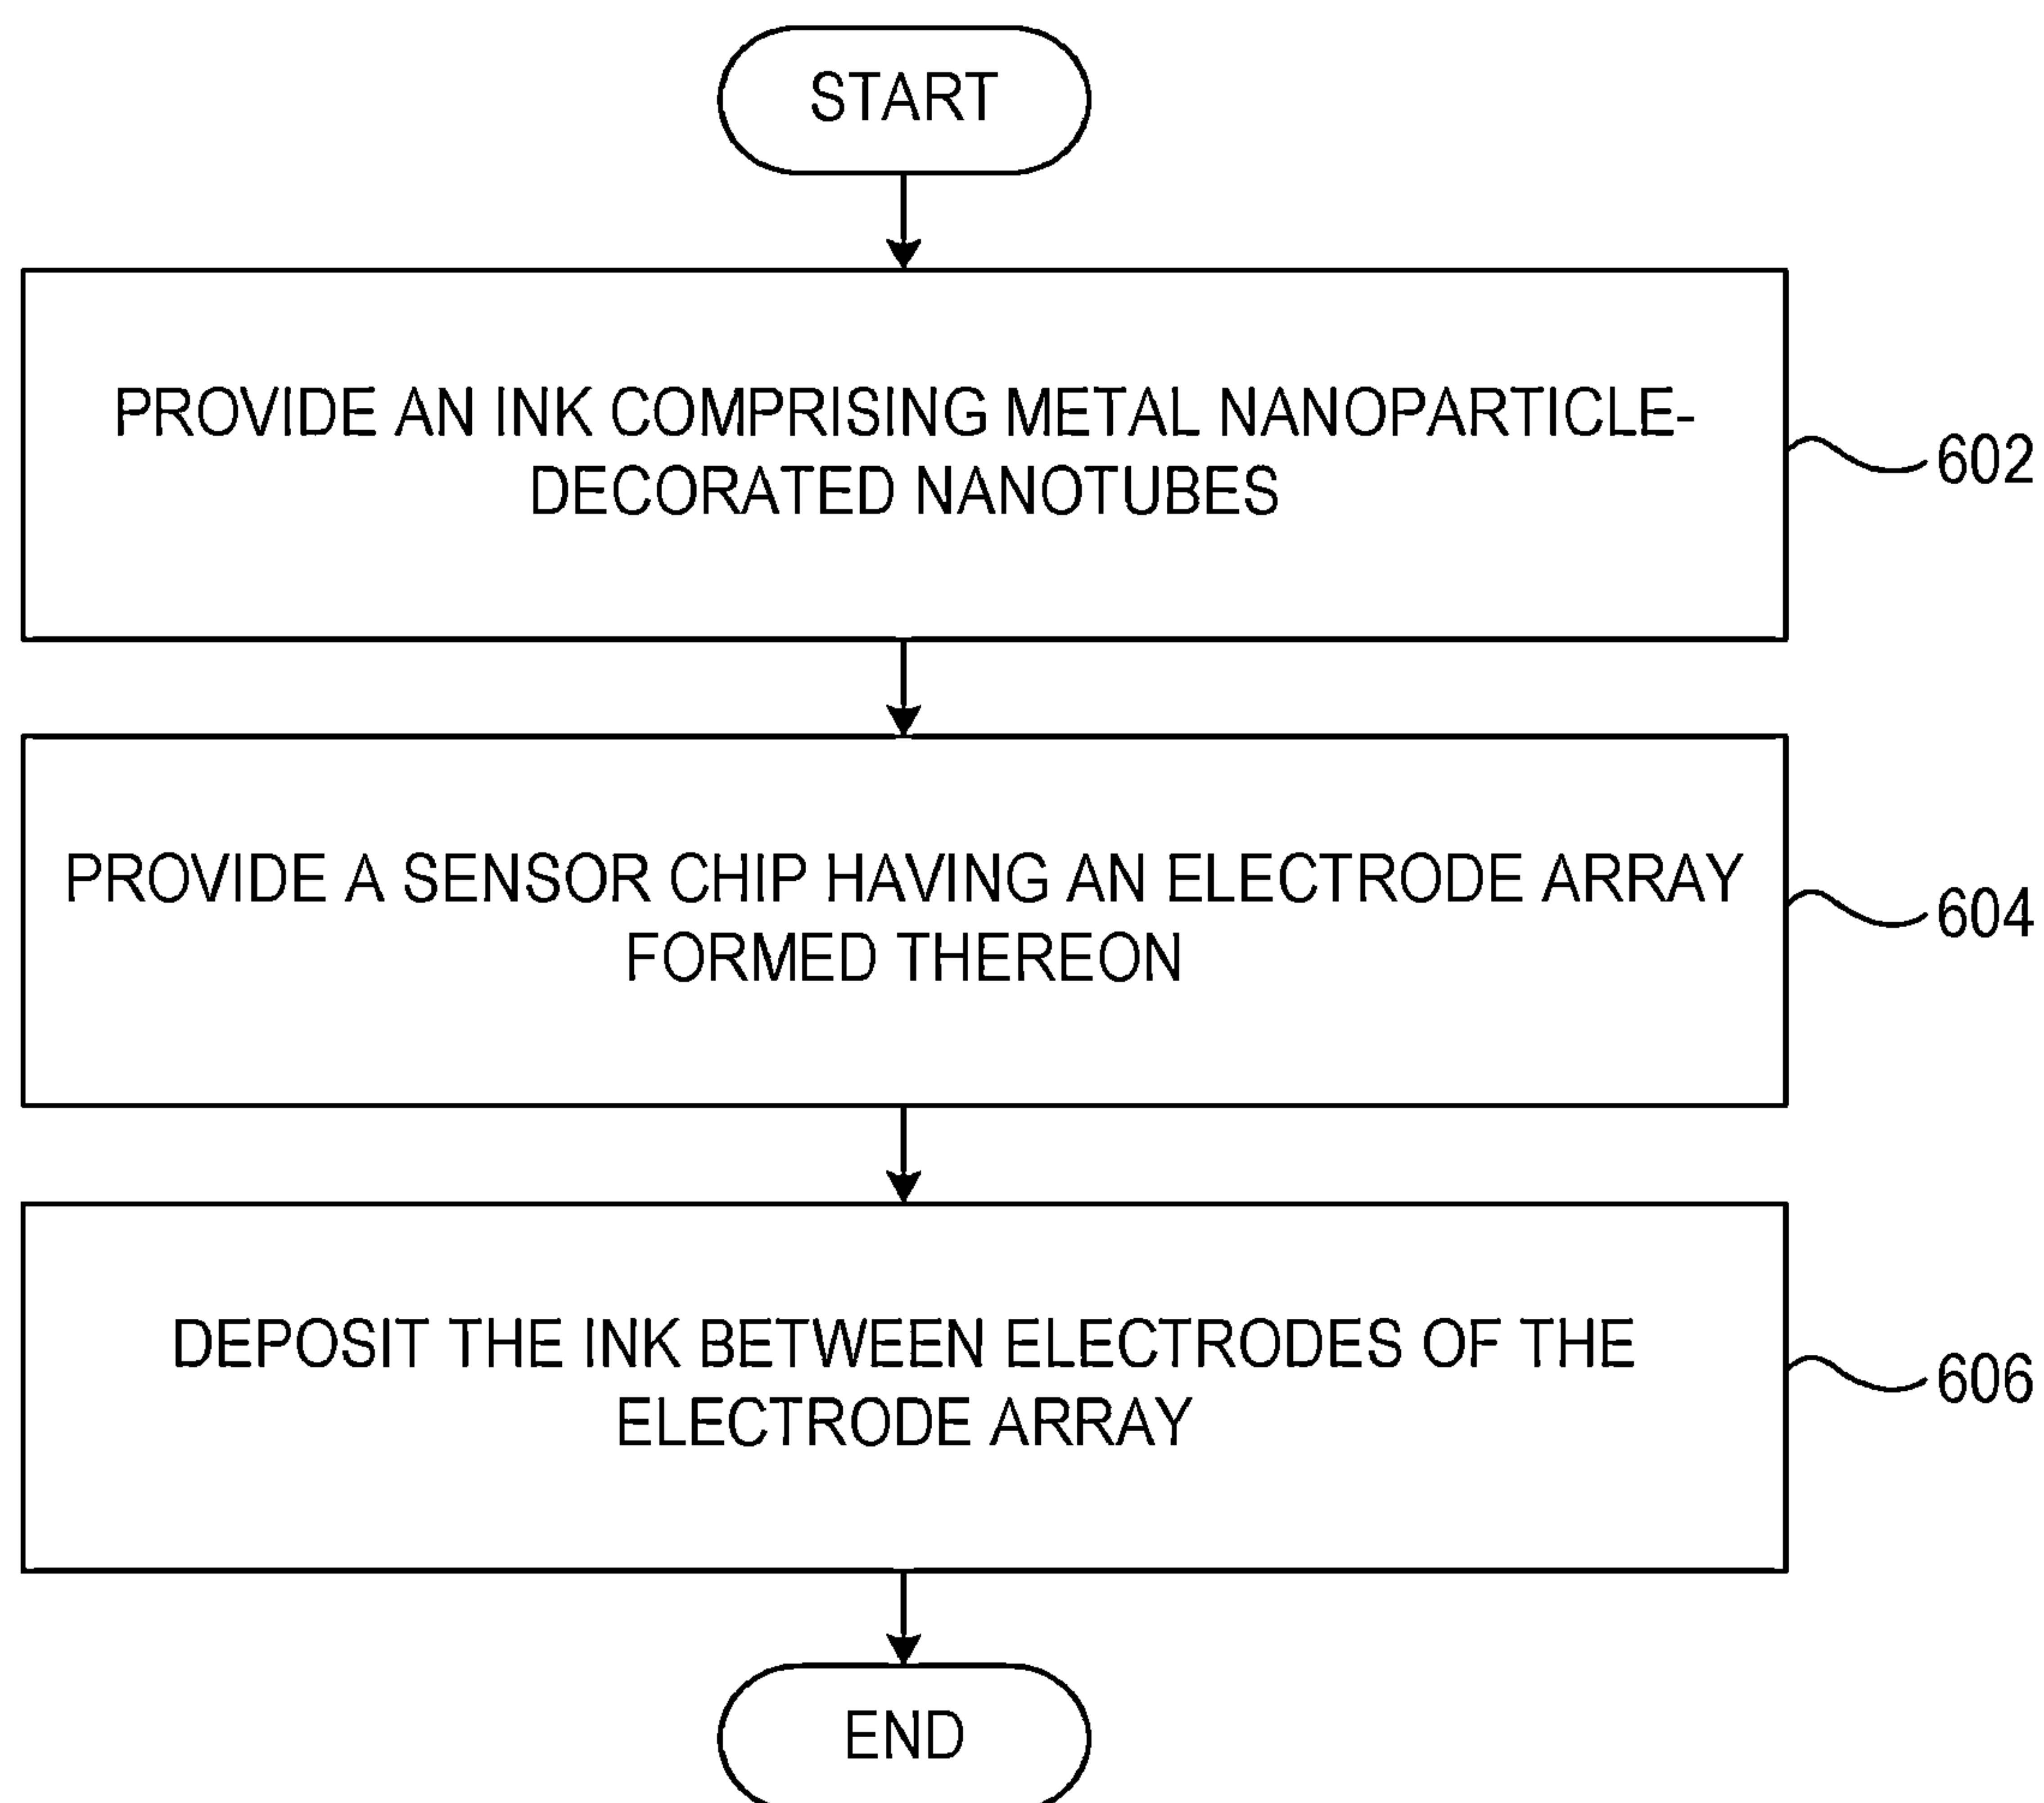 START
PROVIDE AN INK COMPRISING METAL NANOPARTICLE-
DECORATED NANOTUBES
602
PROVIDE A SENSOR CHIP HAVING AN ELECTRODE ARRAY
FORMED THEREON
604
DEPOSIT THE INK BETWEEN ELECTRODES OF THE
ELECTRODE ARRAY
606
END